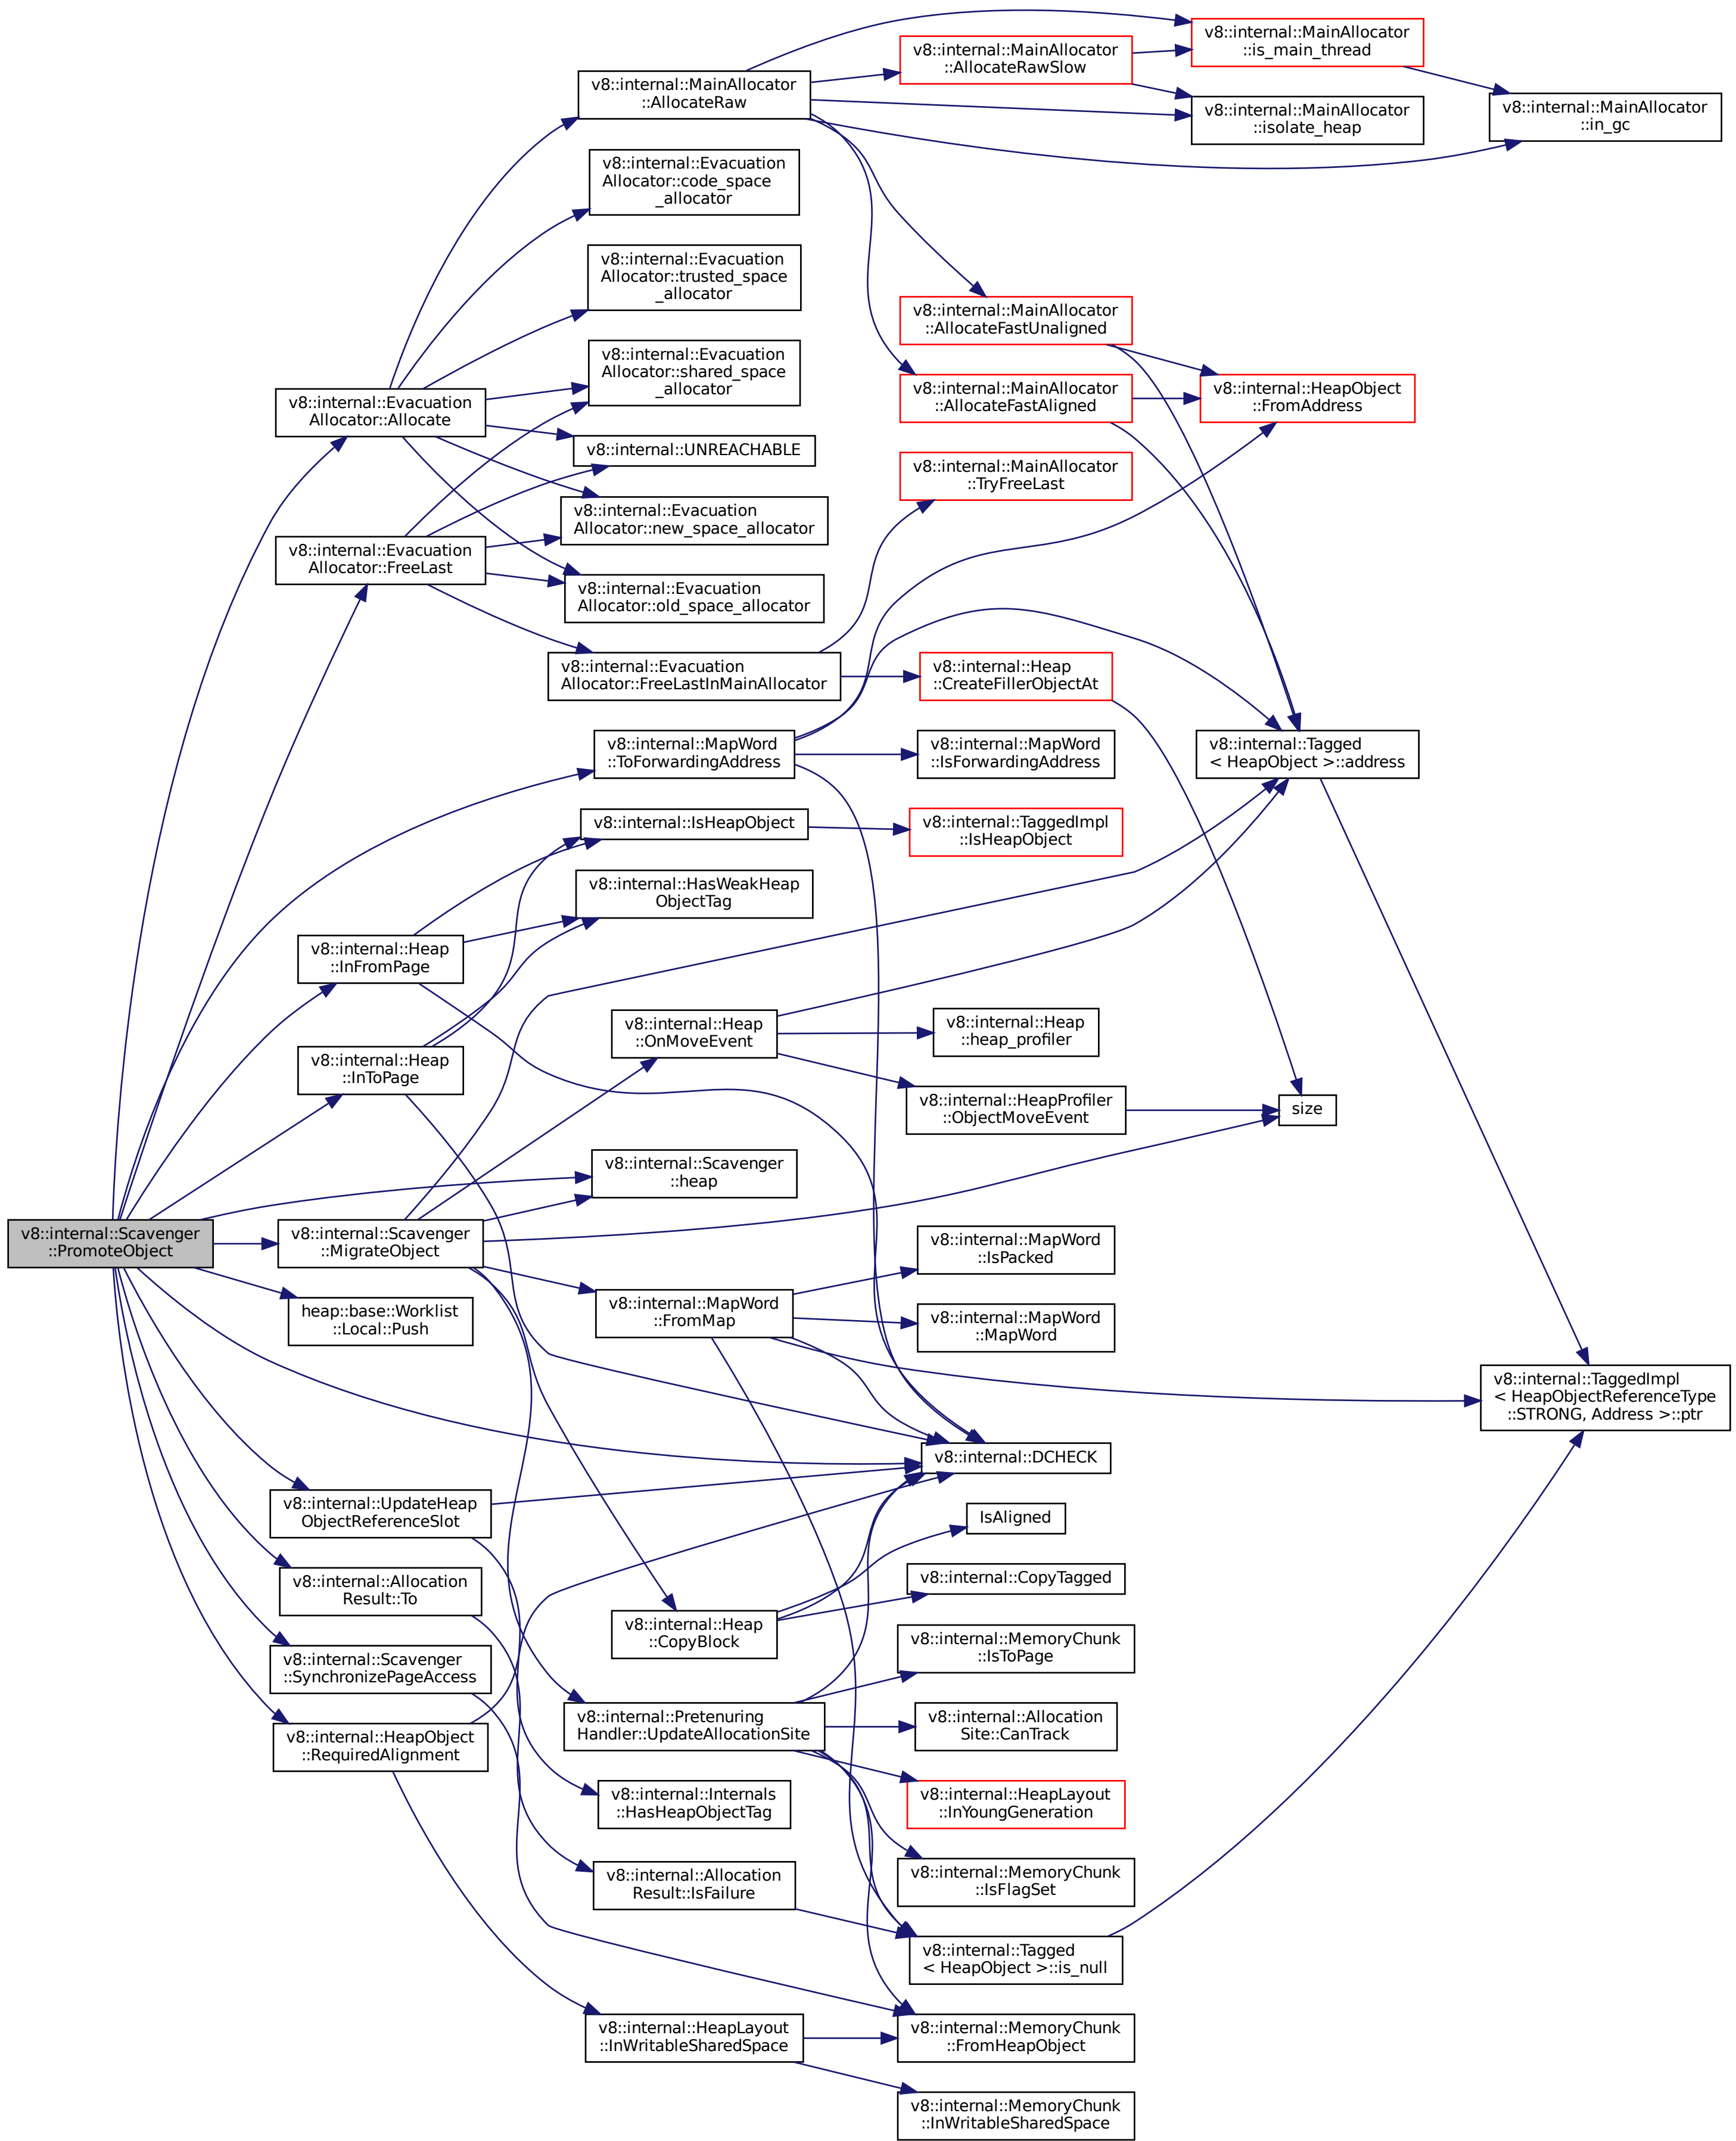 v8::internal::Scavenger
::PromoteObject
v8::internal::Evacuation
Allocator::Allocate
v8::internal::Evacuation
Allocator::FreeLast
v8::internal::Heap
::InFromPage
v8::internal::Heap
::InToPage
v8::internal::Scavenger
::MigrateObject
heap::base::Worklist
::Local::Push
v8::internal::UpdateHeap
ObjectReferenceSlot
v8::internal::Allocation
Result::To
v8::internal::Scavenger
::SynchronizePageAccess
v8::internal::HeapObject
::RequiredAlignment
v8::internal::MainAllocator
::AllocateRaw
v8::internal::Evacuation
Allocator::code_space
_allocator
v8::internal::Evacuation
Allocator::trusted_space
_allocator
v8::internal::Evacuation
Allocator::shared_space
_allocator
v8::internal::UNREACHABLE
v8::internal::Evacuation
Allocator::new_space_allocator
v8::internal::Evacuation
Allocator::old_space_allocator
v8::internal::Evacuation
Allocator::FreeLastInMainAllocator
v8::internal::MapWord
::ToForwardingAddress
v8::internal::IsHeapObject
v8::internal::HasWeakHeap
ObjectTag
v8::internal::Heap
::OnMoveEvent
v8::internal::Scavenger
::heap
v8::internal::MapWord
::FromMap
v8::internal::Heap
::CopyBlock
v8::internal::Pretenuring
Handler::UpdateAllocationSite
v8::internal::Internals
::HasHeapObjectTag
v8::internal::Allocation
Result::IsFailure
v8::internal::HeapLayout
::InWritableSharedSpace
v8::internal::MainAllocator
::AllocateRawSlow
v8::internal::MainAllocator
::AllocateFastUnaligned
v8::internal::MainAllocator
::AllocateFastAligned
v8::internal::MainAllocator
::TryFreeLast
v8::internal::Heap
::CreateFillerObjectAt
v8::internal::MapWord
::IsForwardingAddress
v8::internal::TaggedImpl
::IsHeapObject
v8::internal::Heap
::heap_profiler
v8::internal::HeapProfiler
::ObjectMoveEvent
v8::internal::MapWord
::IsPacked
v8::internal::MapWord
::MapWord
v8::internal::DCHECK
IsAligned
v8::internal::CopyTagged
v8::internal::MemoryChunk
::IsToPage
v8::internal::Allocation
Site::CanTrack
v8::internal::HeapLayout
::InYoungGeneration
v8::internal::MemoryChunk
::IsFlagSet
v8::internal::Tagged
< HeapObject >::is_null
v8::internal::MemoryChunk
::FromHeapObject
v8::internal::MemoryChunk
::InWritableSharedSpace
v8::internal::MainAllocator
::is_main_thread
v8::internal::MainAllocator
::isolate_heap
v8::internal::HeapObject
::FromAddress
v8::internal::Tagged
< HeapObject >::address
size
v8::internal::MainAllocator
::in_gc
v8::internal::TaggedImpl
< HeapObjectReferenceType
::STRONG, Address >::ptr